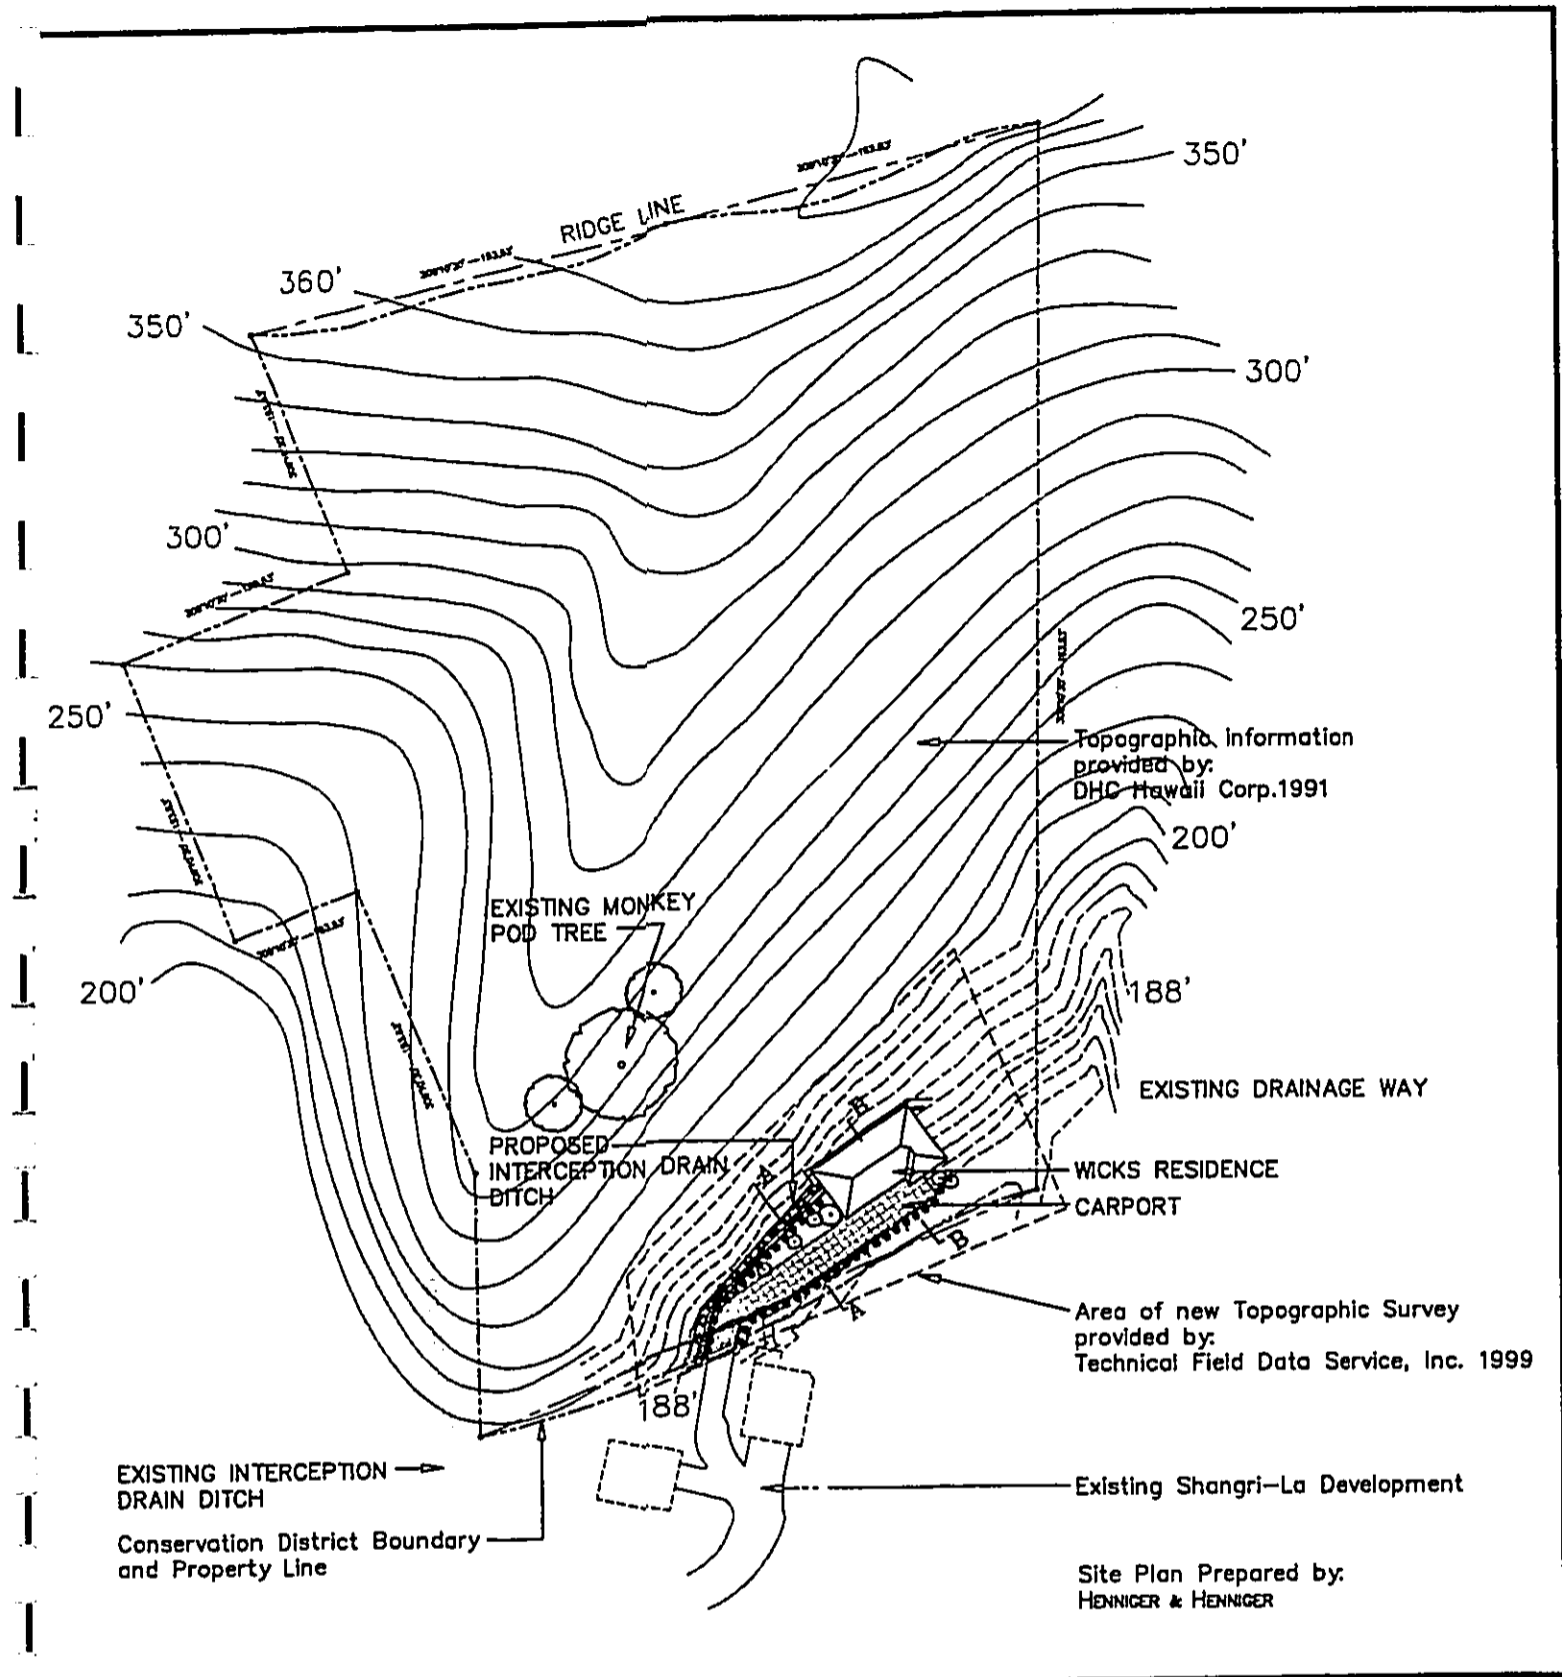 350'
RIDGE LINE
360'
350'
300'
300'
250'
250'
Topographic information
provided by:
DHC Hawaii Corp.1991
200'
EXISTING MONKEY
POD TREE
200'
188'
EXISTING DRAINAGE WAY
B
PROPOSED
INTERCEPTION DRAIN
DITCH
A
WICKS RESIDENCE
CARPORT
B
A
Area of new Topographic Survey
provided by:
Technical Field Data Service, Inc. 1999
188'
EXISTING INTERCEPTION
DRAIN DITCH
Existing Shangri-La Development
Conservation District Boundary
and Property Line
Site Plan Prepared by:
HENNIGER & HENNIGER